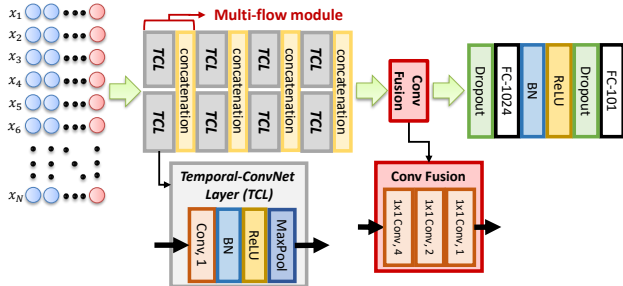 x1
x2
x3
x4
x5
x6
xN
Multi-flow module
TCL
TCL
concatenation
TCL
TCL
concatenation
TCL
TCL
concatenation
TCL
TCL
concatenation
Conv
Fusion
Dropout
FC-1024
BN
ReLU
Dropout
FC-101
Temporal-ConvNet
Layer (TCL)
Conv, 1
BN
ReLU
MaxPool
Conv Fusion
1x1 Conv, 4
1x1 Conv, 2
1x1 Conv, 1